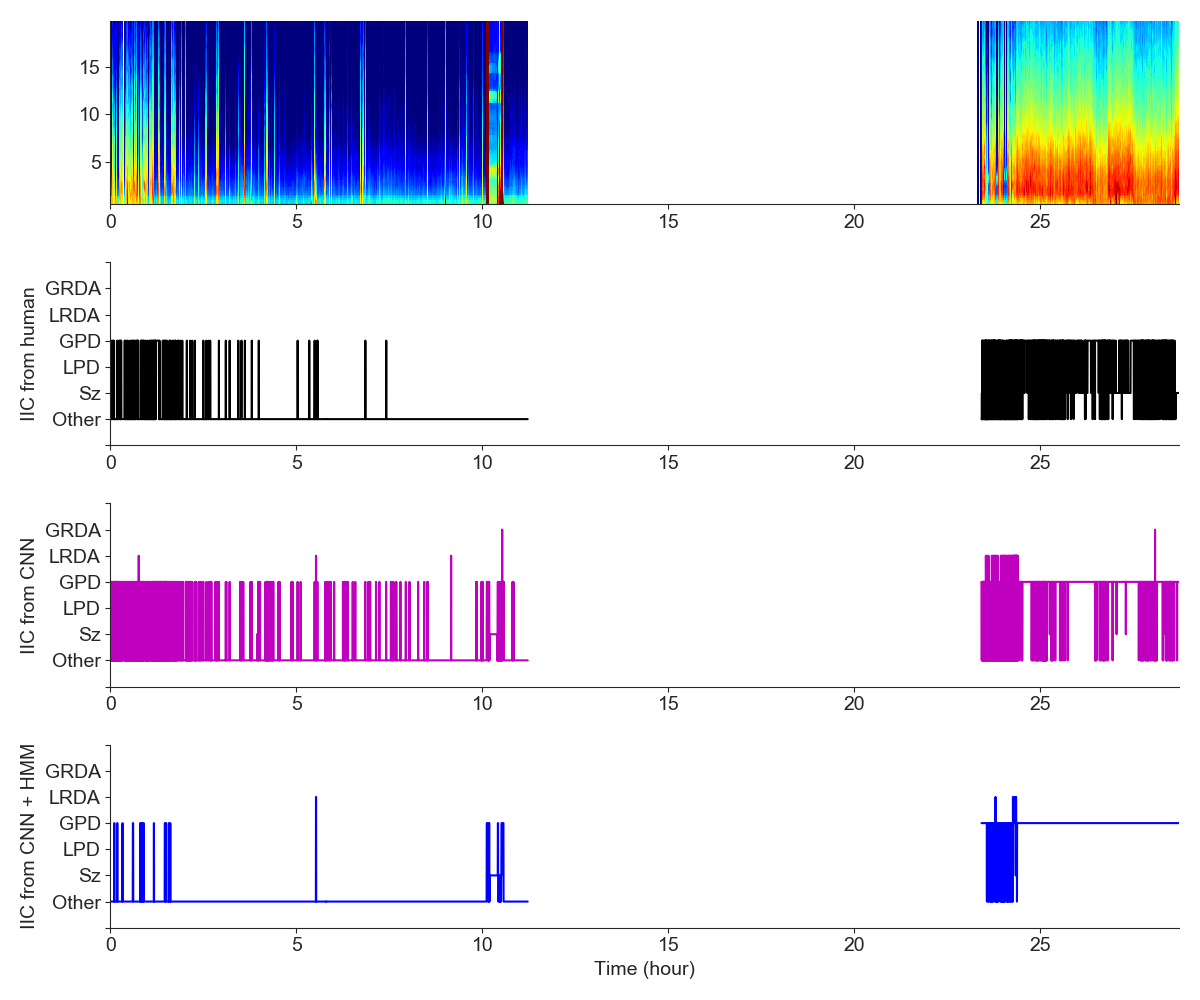 15
10
5
0 5 10 15 20 25
IIC from human
GRDA
LRDA
GPD
LPD
Sz
Other
0 5 10 15 20 25
IIC from CNN
GRDA
LRDA
GPD
LPD
Sz
Other
0 5 10 15 20 25
IIC from CNN + HMM
GRDA
LRDA
GPD
LPD
Sz
Other
0 5 10 15 20 25
Time (hour)